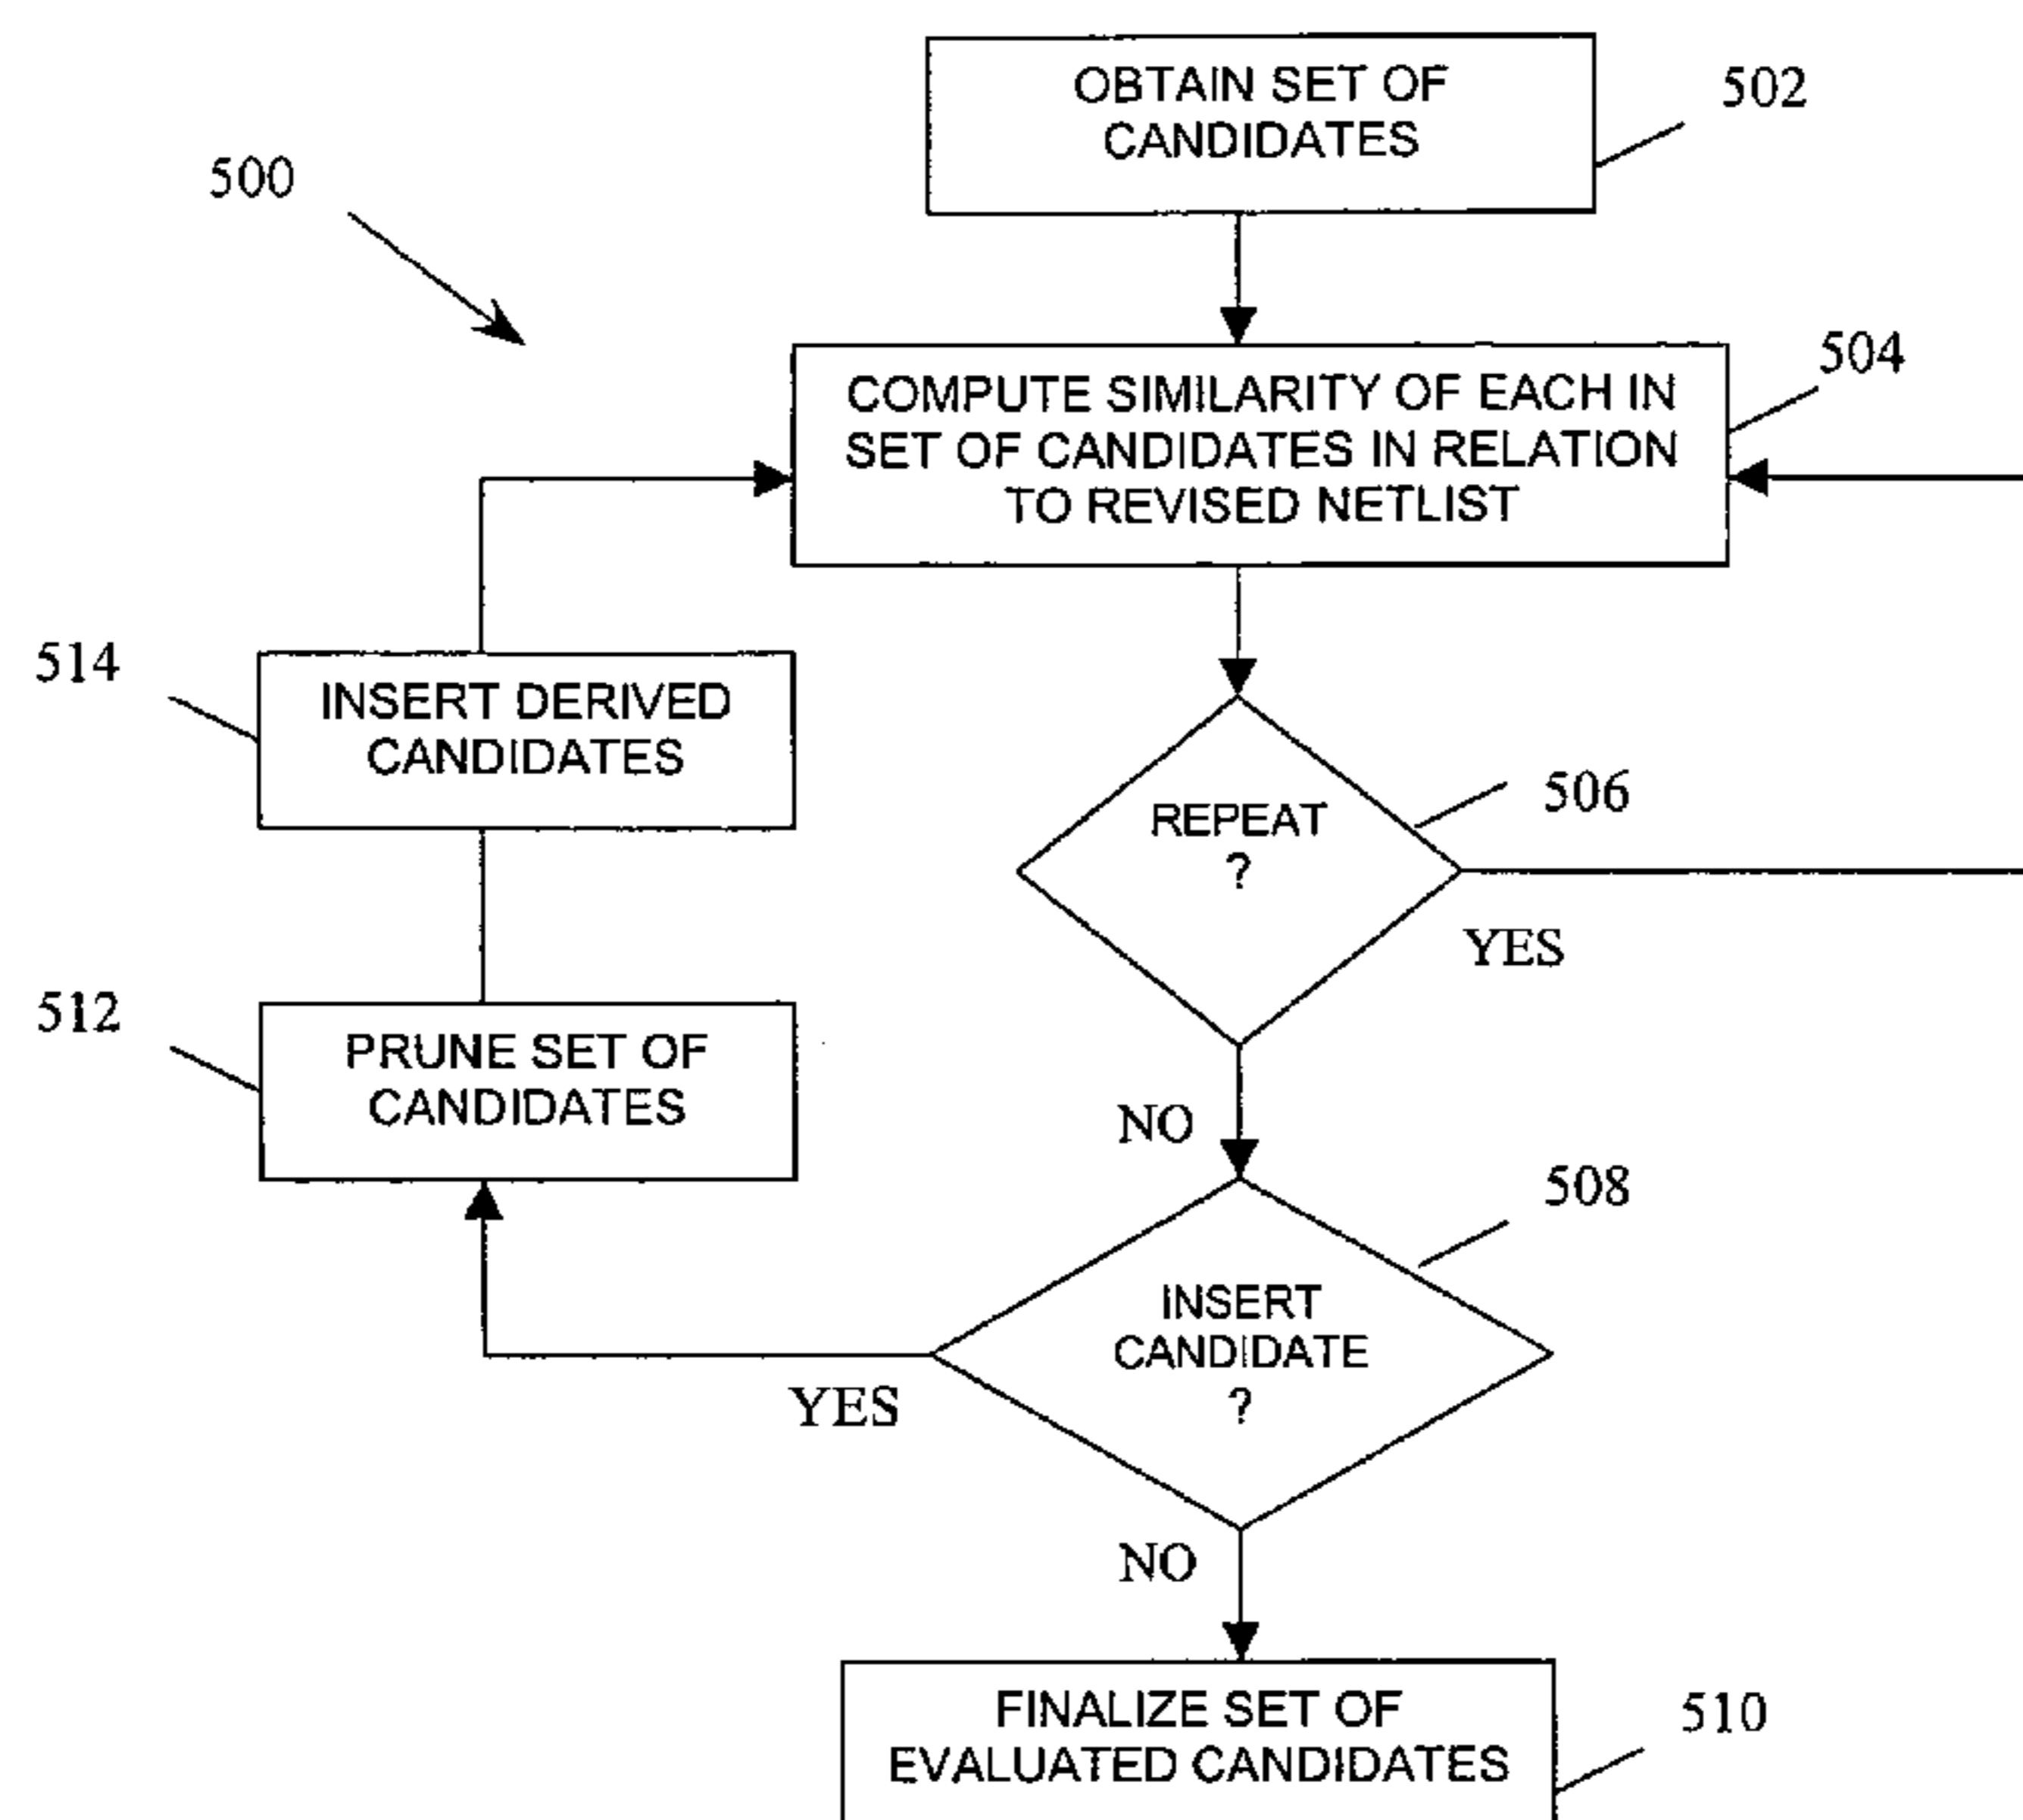 OBTAIN SET OF
CANDIDATES
502
500
504
COMPUTE SIMILARITY OF EACH IN
SET OF CANDIDATES IN RELATION
TO REVISED NETLIST
514
INSERT DERIVED
CANDIDATES
506
REPEAT
?
YES
512
PRUNE SET OF
CANDIDATES
NO
508
INSERT
CANDIDATE
?
YES
NO
FINALIZE SET OF
EVALUATED CANDIDATES
510